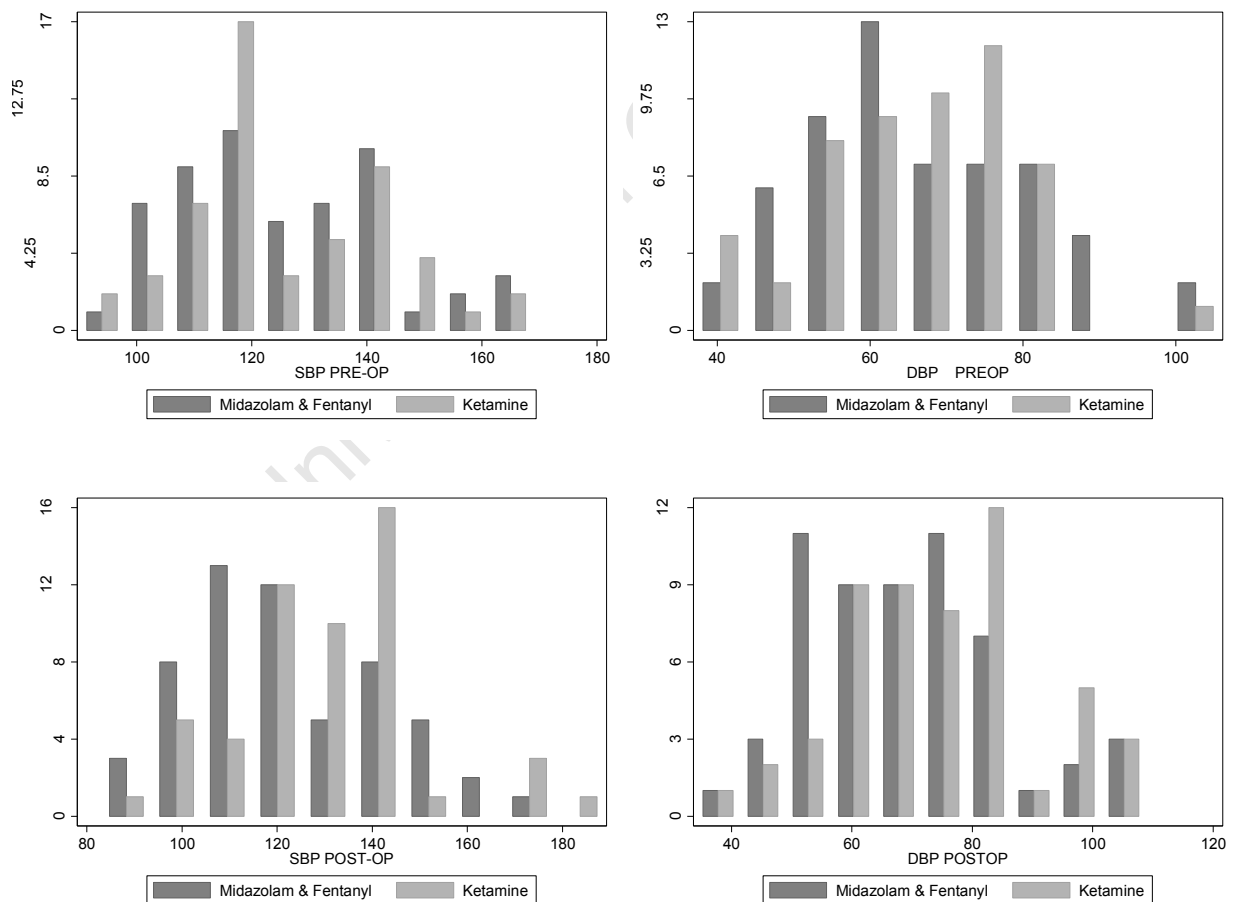 17
12.75
8.5
4.25
0
100 120 140 160 180
SBP PRE-OP
Midazolam & Fentanyl Ketamine
13
9.75
6.5
3.25
0
40 60 80 100
DBP PREOP
Midazolam & Fentanyl Ketamine
16
12
8
4
0
80 100 120 140 160 180
SBP POST-OP
Midazolam & Fentanyl Ketamine
12
9
6
3
0
40 60 80 100 120
DBP POSTOP
Midazolam & Fentanyl Ketamine